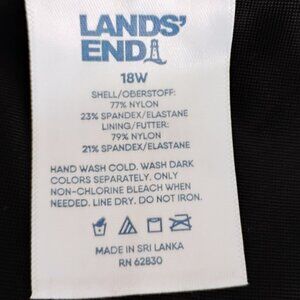 LANDS'
END
18W
SHELL/OBERSTOFF:
77% NYLON
23% SPANDEX/ELASTANE
LINING/FUTTER:
79% NYLON
21% SPANDEX/ELASTANE
HAND WASH COLD. WASH DARK
COLORS SEPARATELY. ONLY
NON-CHLORINE BLEACH WHEN
NEEDED. LINE DRY. DO NOT IRON.
MADE IN SRI LANKA
RN 62830